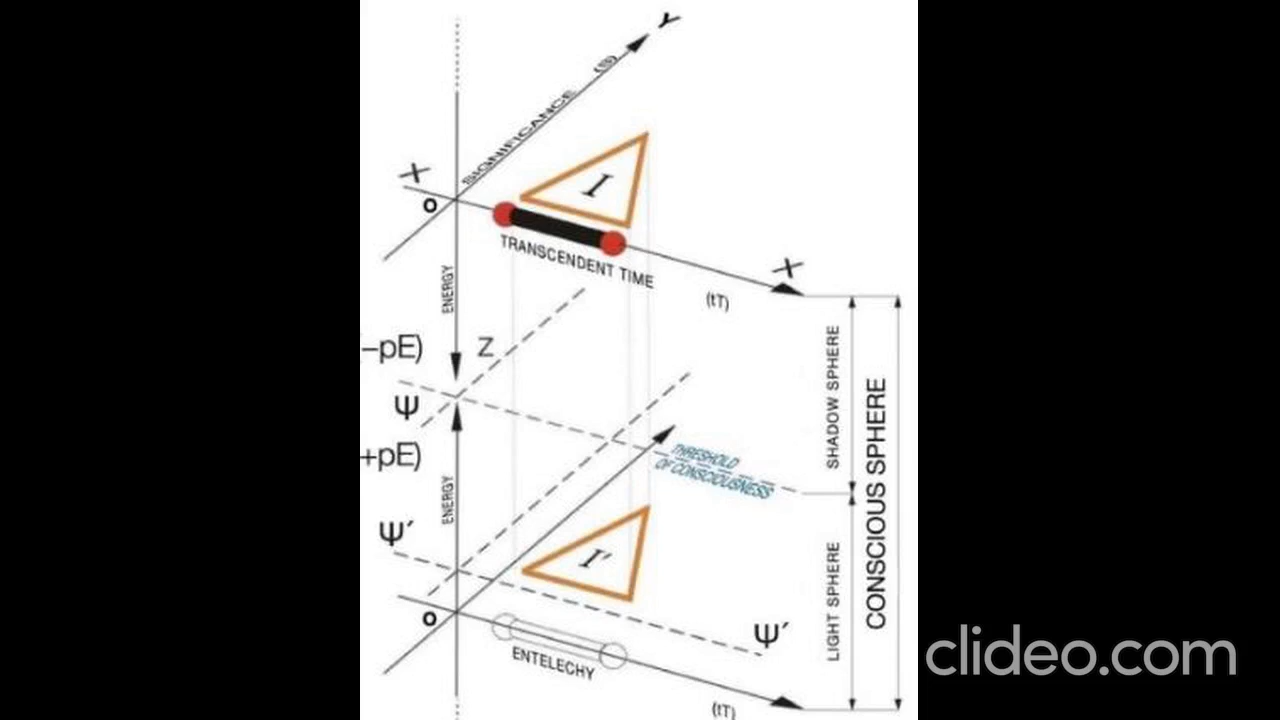 Y
(S)
SIGNIFICANCE
X
O
I
TRANSCENDENT TIME
X
(tT)
ENERGY
–pE)
Z
Ψ
+pE)
THRESHOLD
OF CONSCIOUSNESS
ENERGY
Ψ′
I′
O
Ψ′
ENTELECHY
(tT)
SHADOW SPHERE
LIGHT SPHERE
CONSCIOUS SPHERE
clideo.com